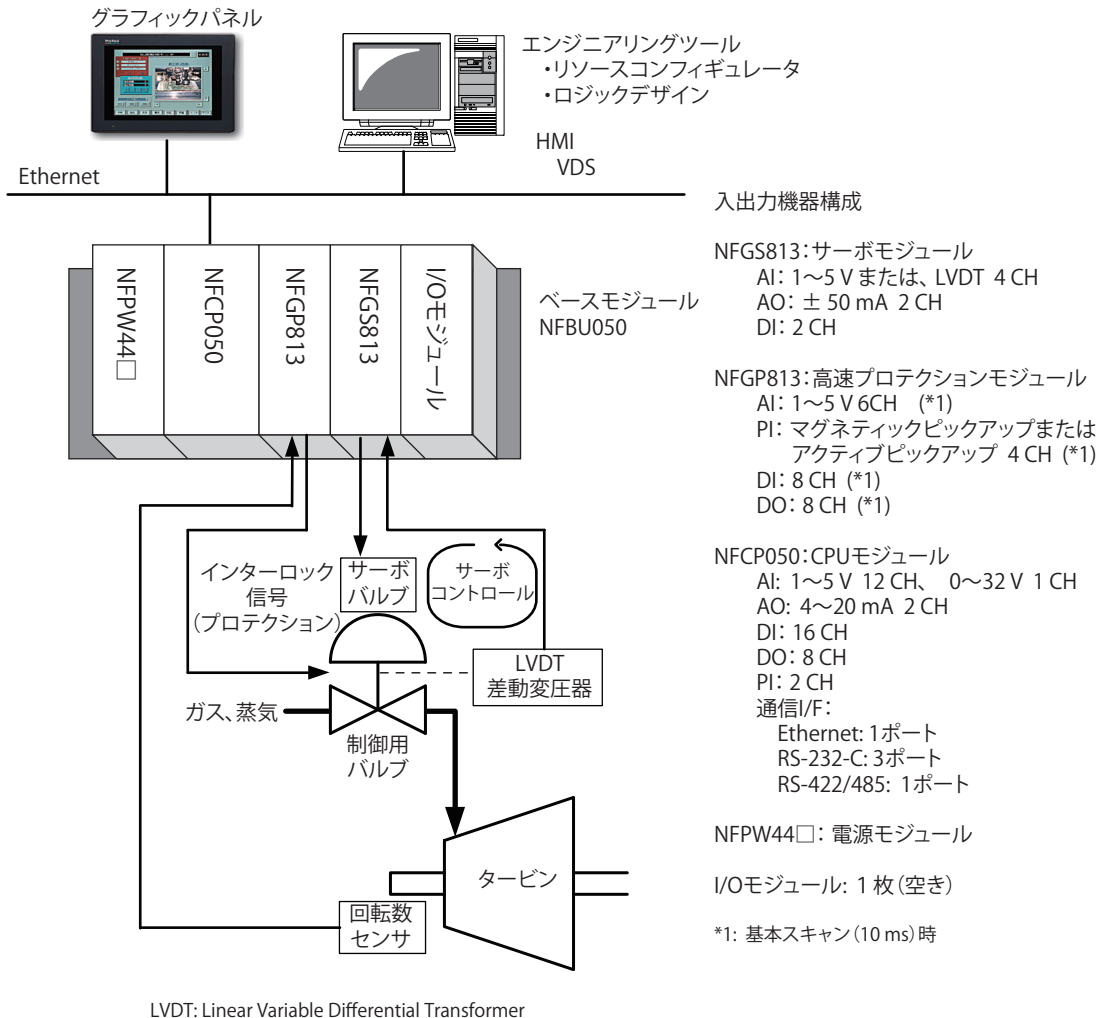 グラフィックパネル
エンジニアリングツール
・リソースコンフィギュレータ
・ロジックデザイン
HMI
VDS
Ethernet
NFPW44□
NFCP050
NFGP813
NFGS813
I/Oモジュール
ベースモジュール
NFBU050
インターロック
信号
(プロテクション)
サーボ
バルブ
サーボ
コントロール
LVDT
差動変圧器
ガス、蒸気
制御用
バルブ
タービン
回転数
センサ
LVDT: Linear Variable Differential Transformer
入出力機器構成
NFGS813:サーボモジュール
AI: 1~5 V または、LVDT 4 CH
AO: ± 50 mA 2 CH
DI: 2 CH
NFGP813:高速プロテクションモジュール
AI: 1~5 V 6CH (*1)
PI: マグネティックピックアップまたは
アクティブピックアップ 4 CH (*1)
DI: 8 CH (*1)
DO: 8 CH (*1)
NFCP050:CPUモジュール
AI: 1~5 V 12 CH、 0~32 V 1 CH
AO: 4~20 mA 2 CH
DI: 16 CH
DO: 8 CH
PI: 2 CH
通信I/F:
Ethernet: 1ポート
RS-232-C: 3ポート
RS-422/485: 1ポート
NFPW44□: 電源モジュール
I/Oモジュール: 1 枚(空き)
*1: 基本スキャン(10 ms)時